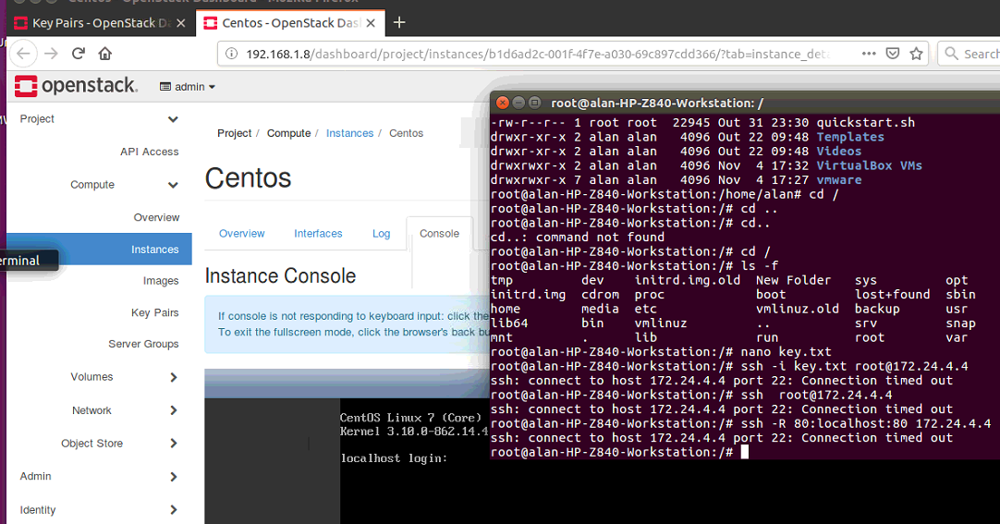 Key Pairs - OpenStack Da
Centos - OpenStack Das
192.168.1.8/dashboard/project/instances/b1d6ad2c-001f-4f7e-a030-69c897cdd366/?tab=instance_deta
Search
openstack.
admin
Project
API Access
Compute
Overview
Instances
erminal
Images
Key Pairs
Server Groups
Volumes
Network
Object Store
Admin
Identity
Project / Compute / Instances / Centos
Centos
Overview Interfaces Log Console
Instance Console
If console is not responding to keyboard input: click the
To exit the fullscreen mode, click the browser's back bu
CentOS Linux 7 (Core)
Kernel 3.10.0-862.14.4
localhost login:
root@alan-HP-Z840-Workstation: /
-rw-r--r-- 1 root root 22945 Out 31 23:30 quickstart.sh
drwxr-xr-x 2 alan alan 4096 Out 22 09:48 Templates
drwxr-xr-x 2 alan alan 4096 Out 22 09:48 Videos
drwxrwxr-x 2 alan alan 4096 Nov 4 17:32 VirtualBox VMs
drwxrwxr-x 7 alan alan 4096 Nov 4 17:27 vmware
root@alan-HP-Z840-Workstation:/home/alan# cd /
root@alan-HP-Z840-Workstation:/# cd ..
root@alan-HP-Z840-Workstation:/# cd..
cd..: command not found
root@alan-HP-Z840-Workstation:/# cd /
root@alan-HP-Z840-Workstation:/# ls -f
tmp dev initrd.img.old New Folder sys opt
initrd.img cdrom proc boot lost+found sbin
home media etc vmlinuz.old backup usr
lib64 bin vmlinuz .. srv snap
mnt . lib run root var
root@alan-HP-Z840-Workstation:/# nano key.txt
root@alan-HP-Z840-Workstation:/# ssh -i key.txt root@172.24.4.4
ssh: connect to host 172.24.4.4 port 22: Connection timed out
root@alan-HP-Z840-Workstation:/# ssh  root@172.24.4.4
ssh: connect to host 172.24.4.4 port 22: Connection timed out
root@alan-HP-Z840-Workstation:/# ssh -R 80:localhost:80 172.24.4.4
ssh: connect to host 172.24.4.4 port 22: Connection timed out
root@alan-HP-Z840-Workstation:/#